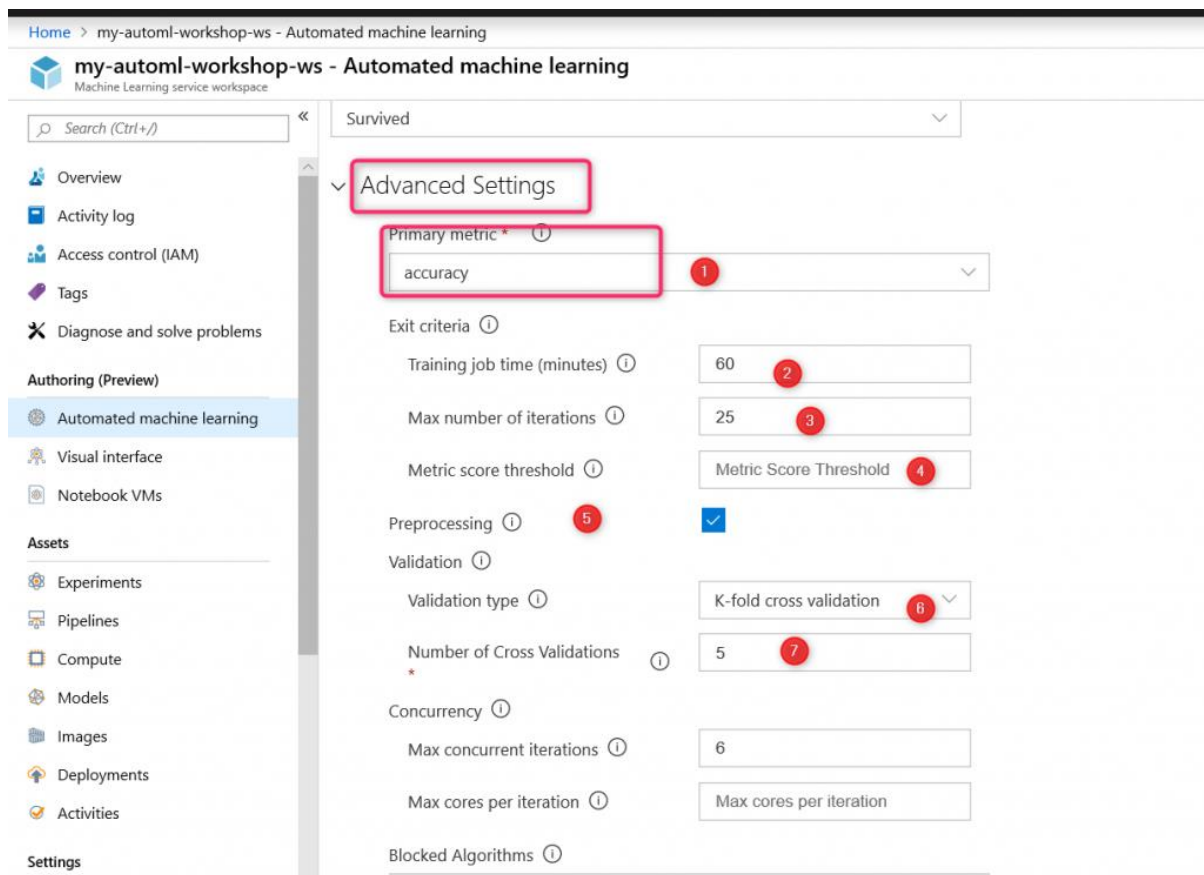 Home > my-automl-workshop-ws - Automated machine learning
my-automl-workshop-ws - Automated machine learning
Machine Learning service workspace
Search (Ctrl+/)
«
Overview
Activity log
Access control (IAM)
Tags
Diagnose and solve problems
Authoring (Preview)
Automated machine learning
Visual interface
Notebook VMs
Assets
Experiments
Pipelines
Compute
Models
Images
Deployments
Activities
Settings
Survived
Advanced Settings
Primary metric *
accuracy 1
Exit criteria
Training job time (minutes) 60 2
Max number of iterations 25 3
Metric score threshold Metric Score Threshold 4
Preprocessing 5
Validation
Validation type K-fold cross validation 6
Number of Cross Validations * 5 7
Concurrency
Max concurrent iterations 6
Max cores per iteration Max cores per iteration
Blocked Algorithms